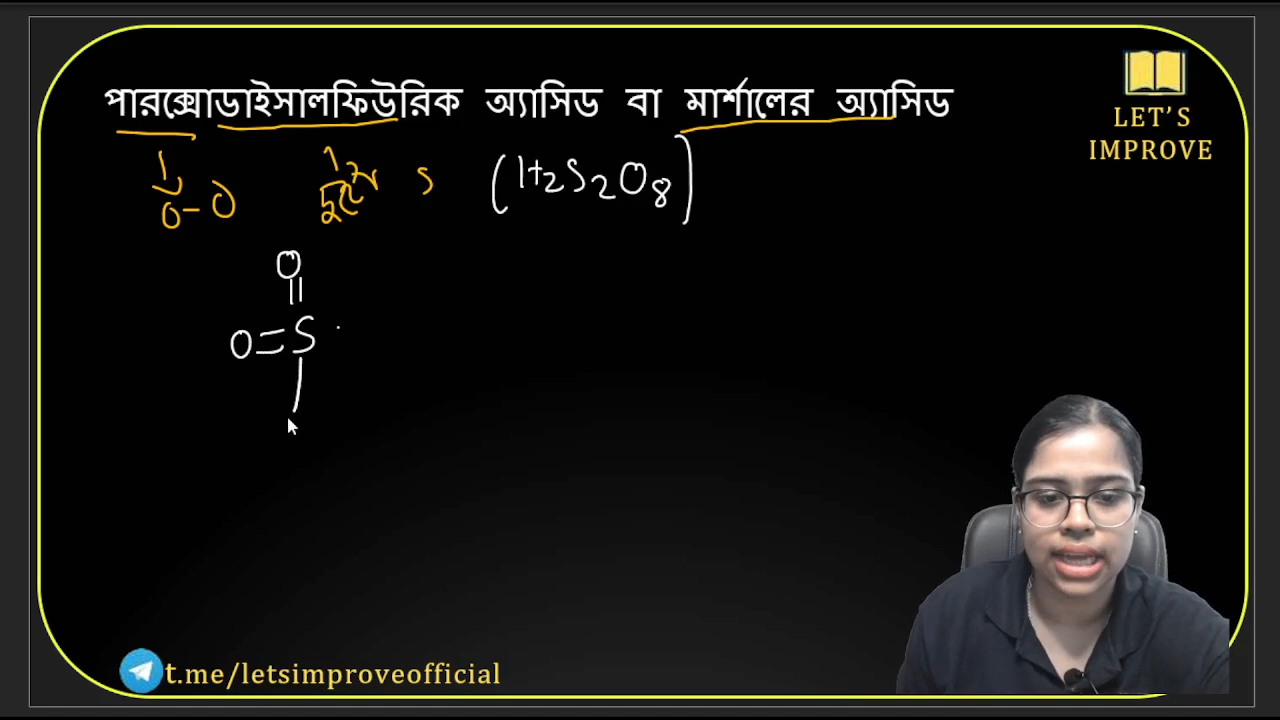 পারক্সোডাইসালফিউরিক অ্যাসিড বা মার্শালের অ্যাসিড
LET'S
IMPROVE
O-O S (H2S2O8)
O
||
O=S
|
t.me/letsimproveofficial